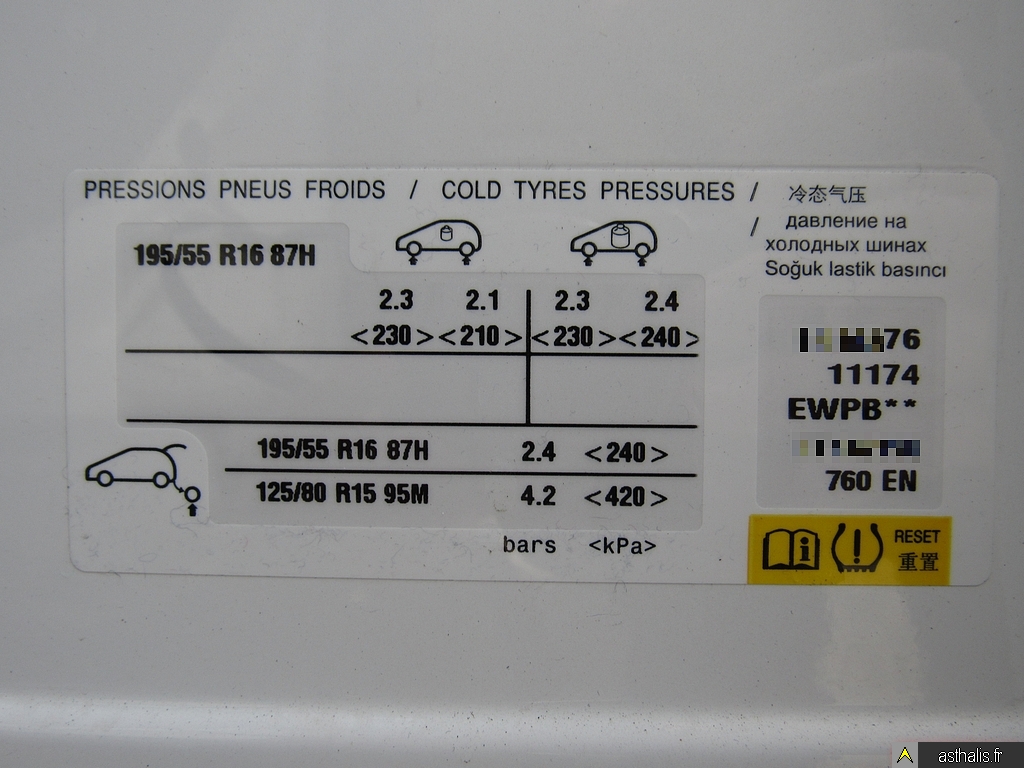 PRESSIONS PNEUS FROIDS / COLD TYRES PRESSURES / 冷态气压
/ давление на
холодных шинах
Soğuk lastik basıncı
195/55 R16 87H
2.3 2.1 2.3 2.4
<230> <210> <230> <240>
195/55 R16 87H 2.4 <240>
125/80 R15 95M 4.2 <420>
bars <kPa>
76
11174
EWPB**
760 EN
RESET
重置
asthalis.fr